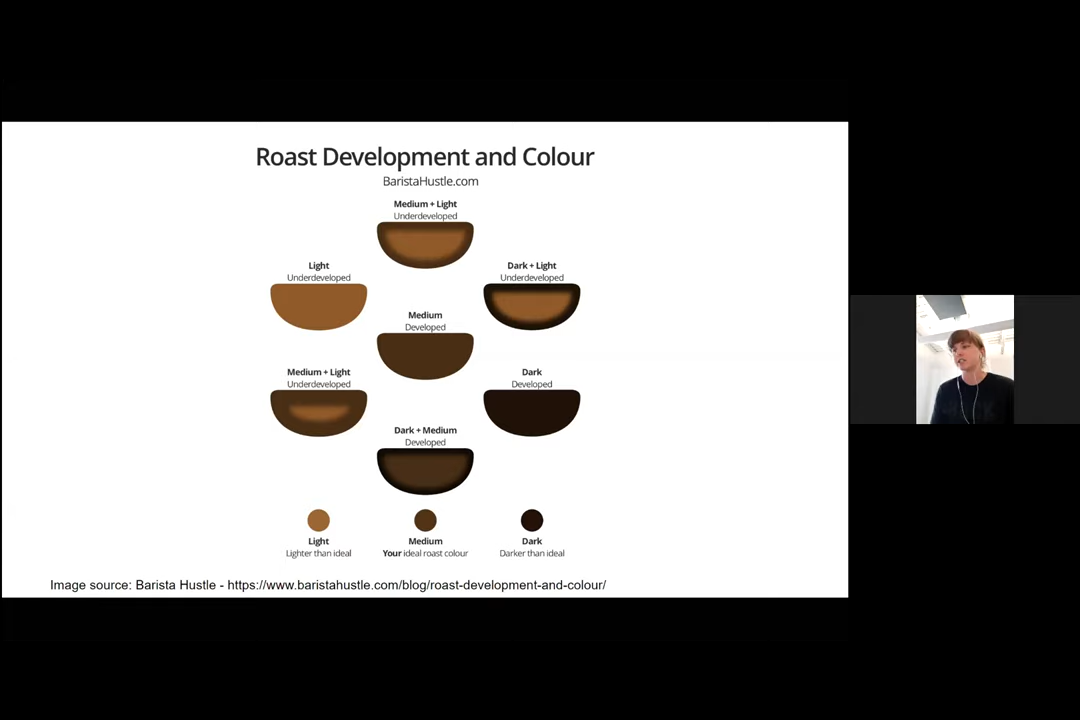 Roast Development and Colour
BaristaHustle.com
Medium + Light
Underdeveloped
Light
Underdeveloped
Dark + Light
Underdeveloped
Medium
Developed
Medium + Light
Underdeveloped
Dark
Developed
Dark + Medium
Developed
Light
Lighter than ideal
Medium
Your ideal roast colour
Dark
Darker than ideal
Image source: Barista Hustle - https://www.baristahustle.com/blog/roast-development-and-colour/